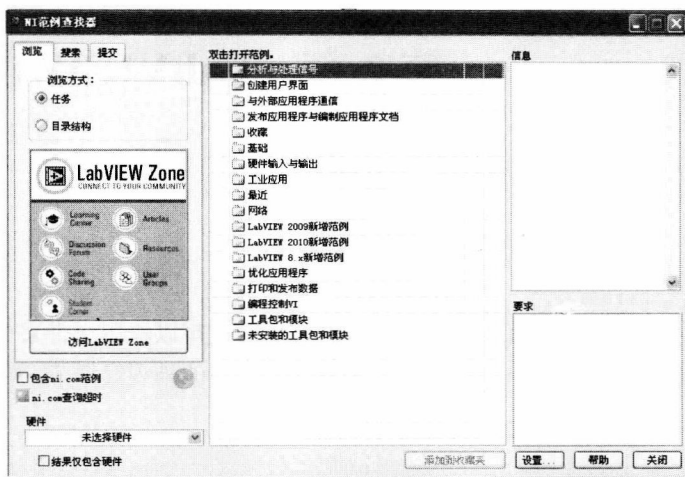 NI范例查找器
浏览 搜索 提交
浏览方式：
任务
目录结构
LabVIEW Zone
CONNECT TO YOUR COMMUNITY
Learning Center
Articles
Discussion Forum
Resources
Code Sharing
User Groups
Student Corner
访问LabVIEW Zone
包含ni.com范例
ni.com查询超时
硬件
未选择硬件
结果仅包含硬件
双击打开范例。
分析与处理信号
创建用户界面
与外部应用程序通信
发布应用程序与编制应用程序文档
收藏
基础
硬件输入与输出
工业应用
最近
网络
LabVIEW 2009新增范例
LabVIEW 2010新增范例
LabVIEW 8.x新增范例
优化应用程序
打印和发布数据
编程控制VI
工具包和模块
未安装的工具包和模块
添加到收藏夹
信息
要求
设置...
帮助
关闭